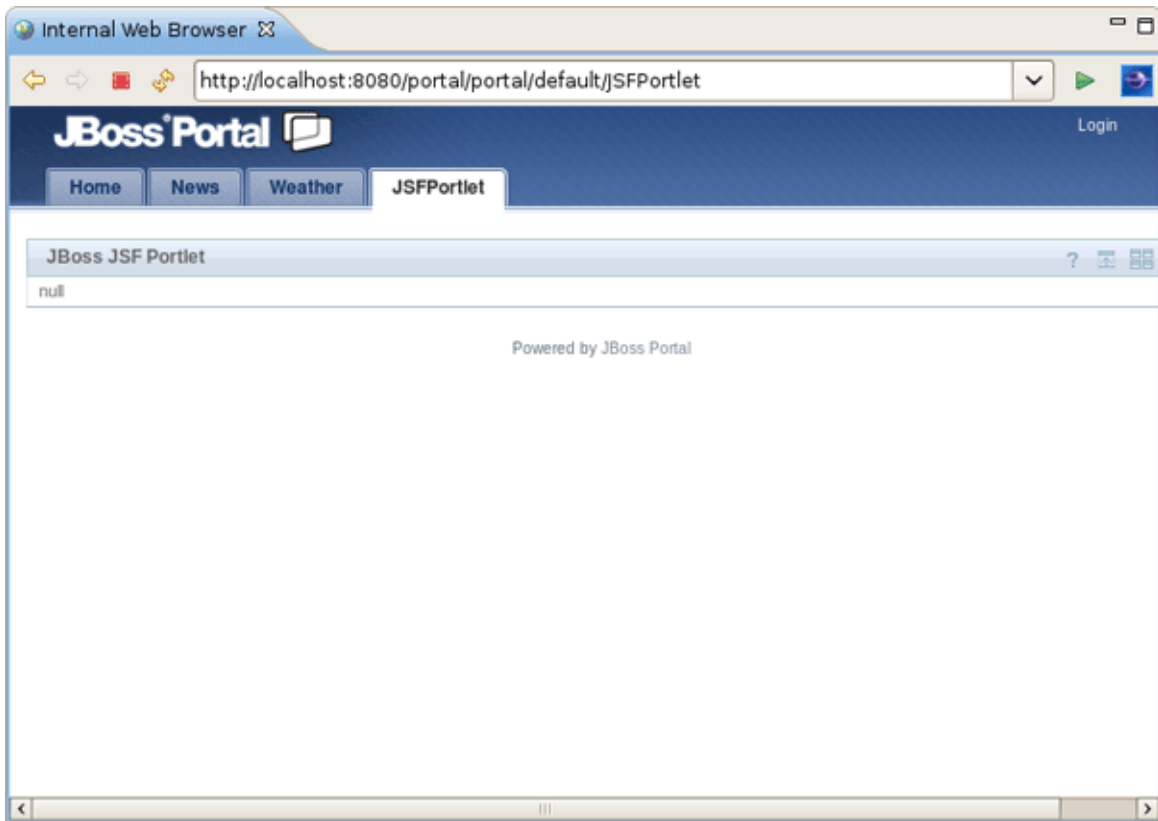 Internal Web Browser
http://localhost:8080/portal/portal/default/JSFPortlet
JBoss Portal
Login
Home News Weather JSFPortlet
JBoss JSF Portlet ?
null
Powered by JBoss Portal